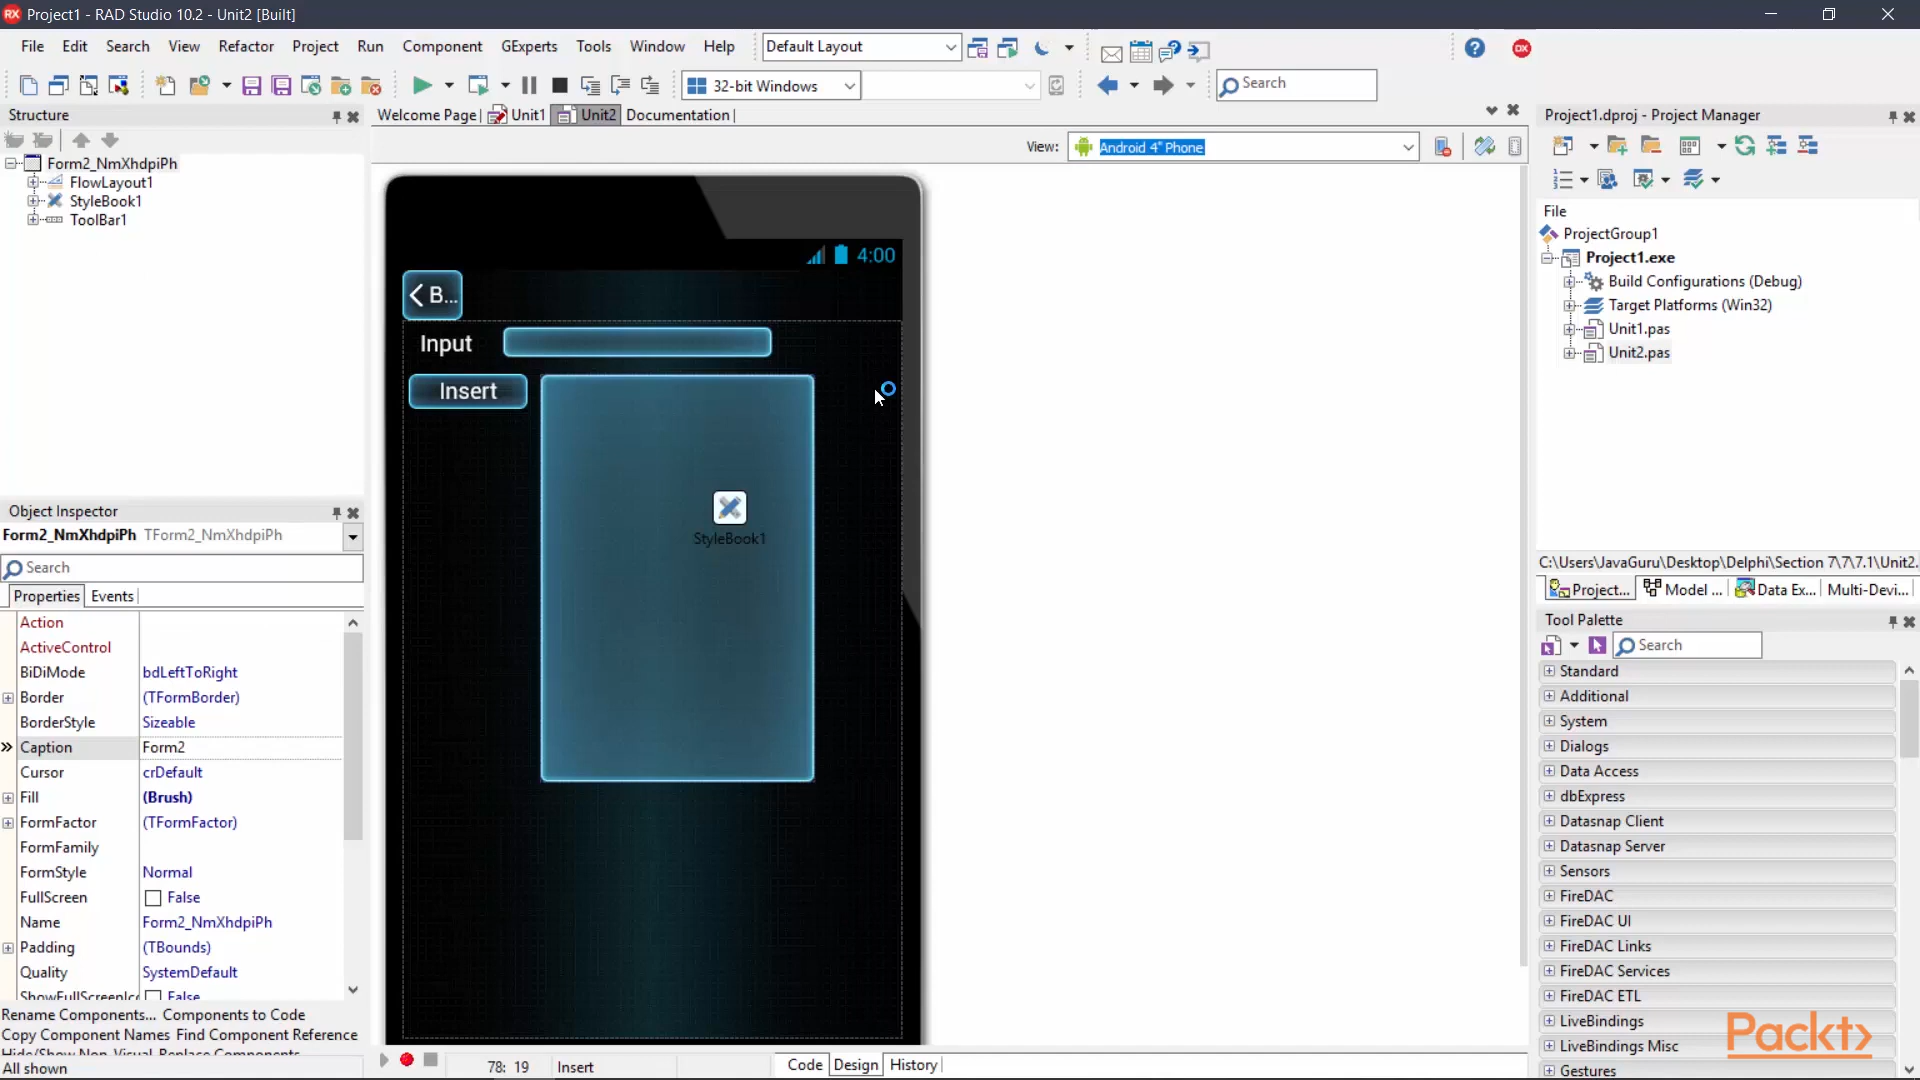 Project1 - RAD Studio 10.2 - Unit2 [Built]
File Edit Search View Refactor Project Run Component GExperts Tools Window Help
Default Layout
32-bit Windows
Search
Structure
Welcome Page Unit1 Unit2 Documentation
View: Android 4" Phone
Form2_NmXhdpiPh
FlowLayout1
StyleBook1
ToolBar1
4:00
B...
Input
Insert
StyleBook1
Object Inspector
Form2_NmXhdpiPh TForm2_NmXhdpiPh
Search
Properties Events
Action
ActiveControl
BiDiMode bdLeftToRight
Border (TFormBorder)
BorderStyle Sizeable
Caption Form2
Cursor crDefault
Fill (Brush)
FormFactor (TFormFactor)
FormFamily
FormStyle Normal
FullScreen False
Name Form2_NmXhdpiPh
Padding (TBounds)
Quality SystemDefault
False
Rename Components... Components to Code
Copy Component Names Find Component Reference
Hide/Show Non-Visual Replace Components
All shown
78: 19 Insert
Code Design History
Project1.dproj - Project Manager
File
ProjectGroup1
Project1.exe
Build Configurations (Debug)
Target Platforms (Win32)
Unit1.pas
Unit2.pas
C:\Users\JavaGuru\Desktop\Delphi\Section 7\7\7.1\Unit2.
Project... Model ... Data Ex... Multi-Devi...
Tool Palette
Search
Standard
Additional
System
Dialogs
Data Access
dbExpress
Datasnap Client
Datasnap Server
Sensors
FireDAC
FireDAC UI
FireDAC Links
FireDAC Services
FireDAC ETL
LiveBindings
LiveBindings Misc
Gestures
Packt>